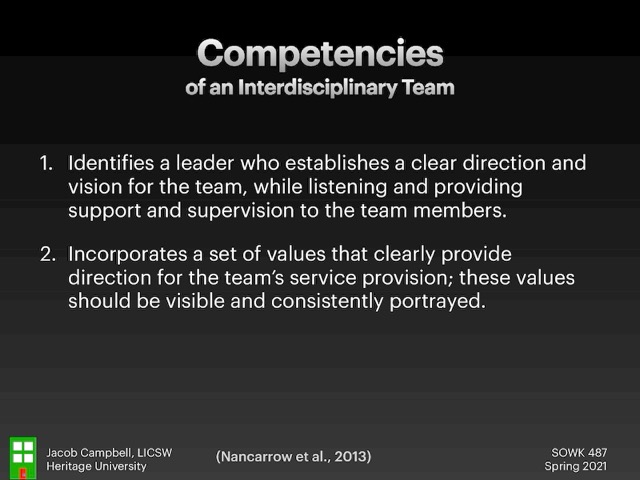 Competencies
of an Interdisciplinary Team
1. Identifies a leader who establishes a clear direction and
vision for the team, while listening and providing
support and supervision to the team members.
2. Incorporates a set of values that clearly provide
direction for the team’s service provision; these values
should be visible and consistently portrayed.
Jacob Campbell, LICSW
Heritage University
(Nancarrow et al., 2013)
SOWK 487
Spring 2021